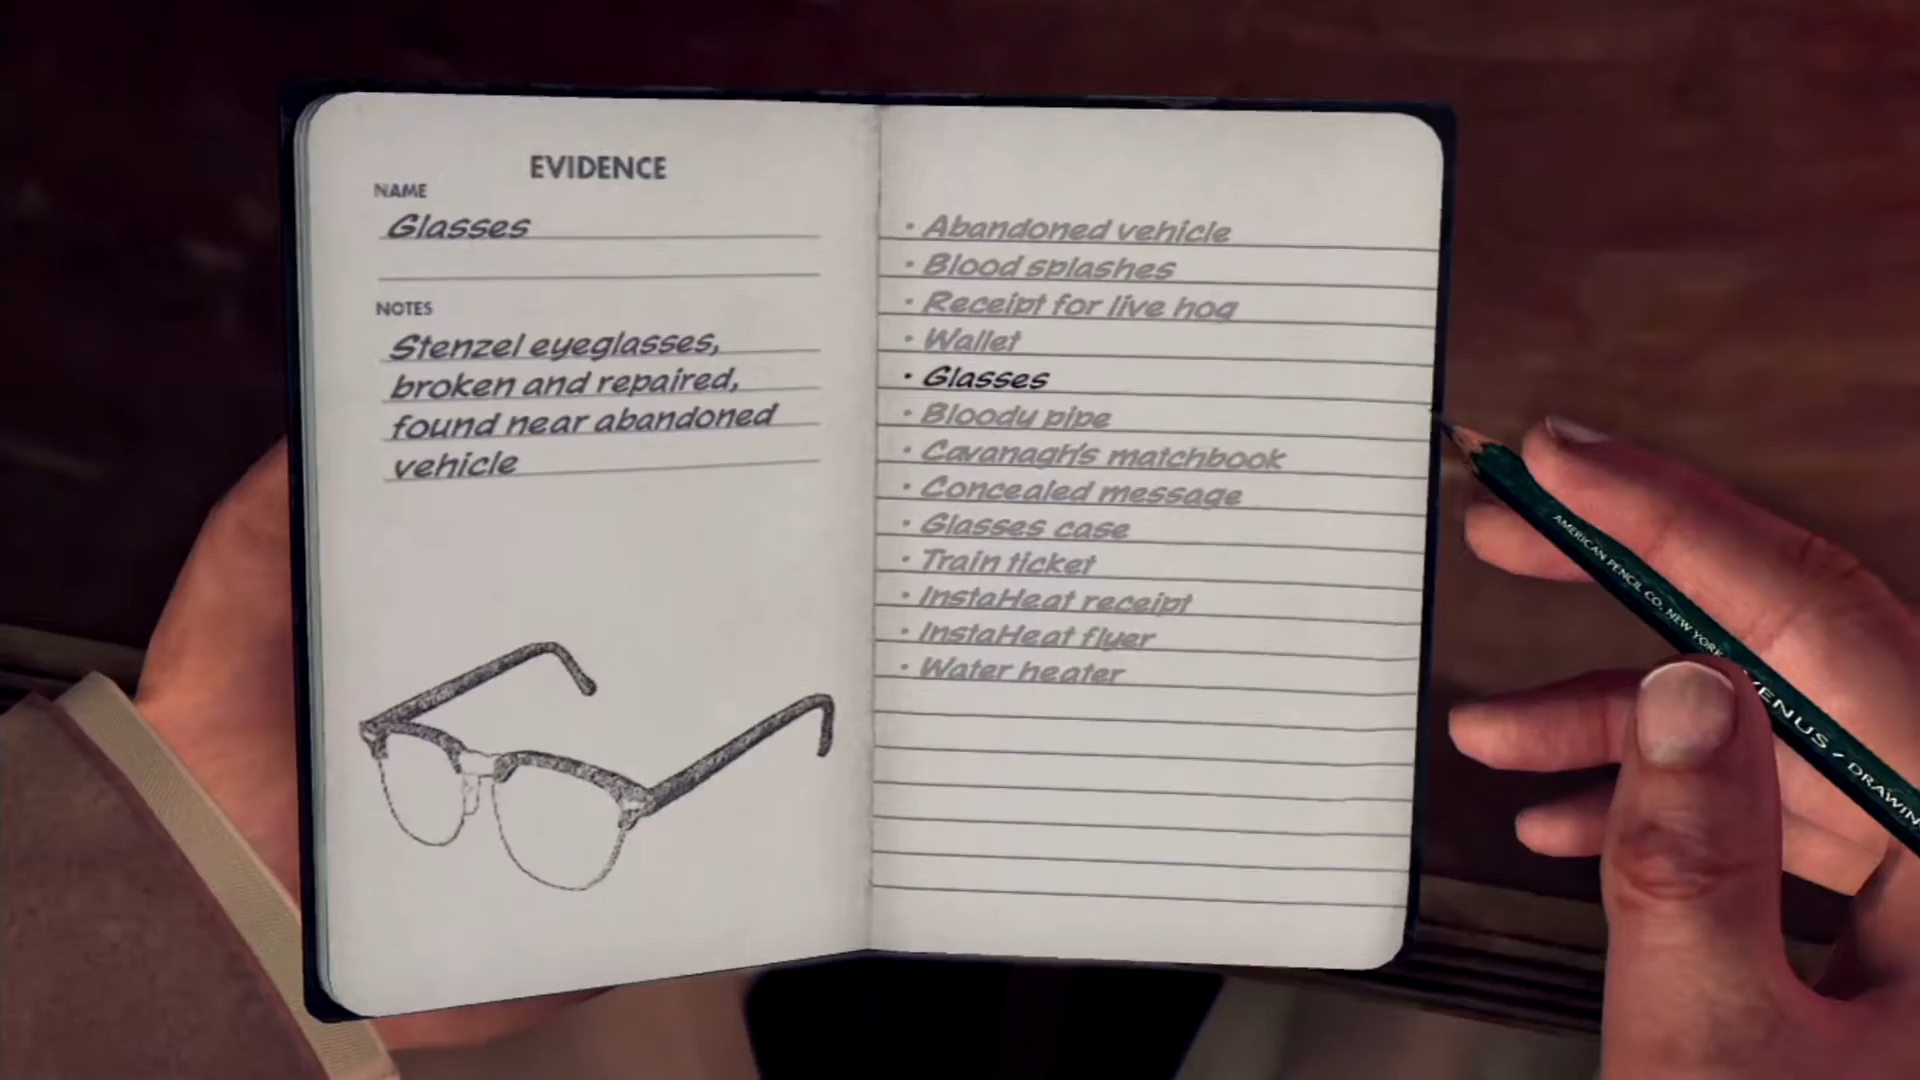 EVIDENCE
NAME
Glasses
NOTES
Stenzel eyeglasses,
broken and repaired,
found near abandoned
vehicle
• Abandoned vehicle
• Blood splashes
• Receipt for live hog
• Wallet
• Glasses
• Bloody pipe
• Cavanagh's matchbook
• Concealed message
• Glasses case
• Train ticket
• InstaHeat receipt
• InstaHeat flyer
• Water heater
AMERICAN PENCIL CO. NEW YORK VENUS / DRAWIN